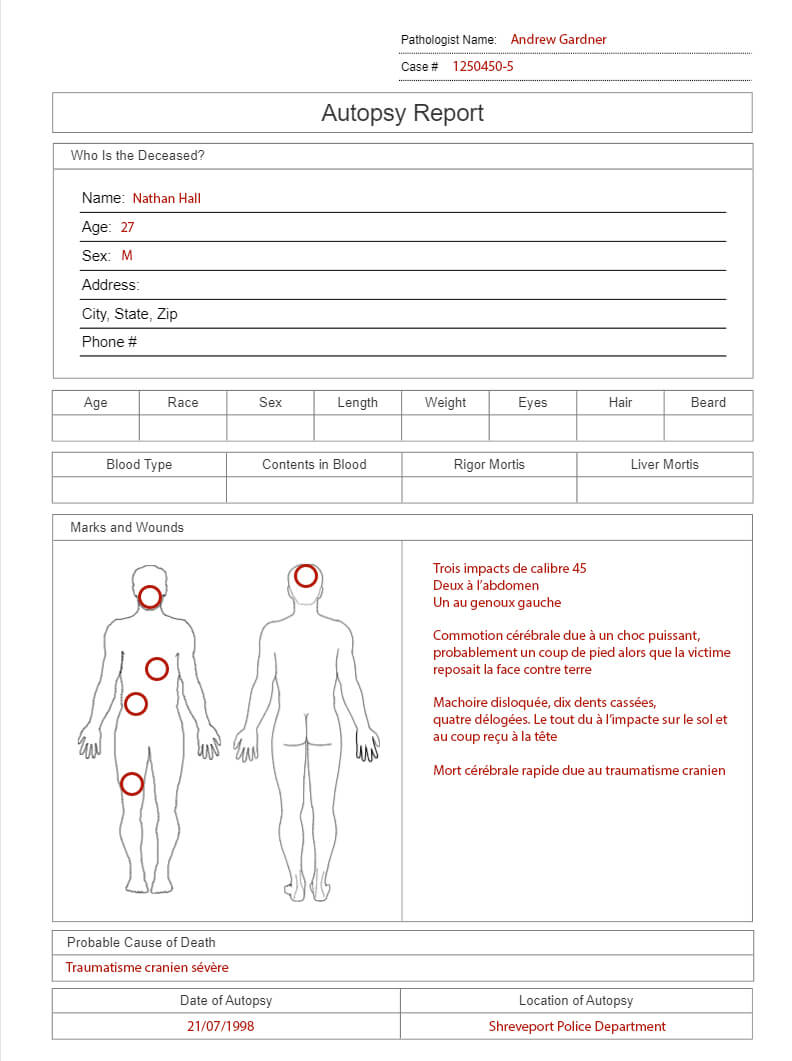 Pathologist Name: Andrew Gardner
Case # 1250450-5
Autopsy Report
Who Is the Deceased?
Name: Nathan Hall
Age: 27
Sex: M
Address:
City, State, Zip
Phone #
Age Race Sex Length Weight Eyes Hair Beard
Blood Type Contents in Blood Rigor Mortis Liver Mortis
Marks and Wounds
Trois impacts de calibre 45
Deux à l'abdomen
Un au genoux gauche
Commotion cérébrale due à un choc puissant,
probablement un coup de pied alors que la victime
reposait la face contre terre
Machoire disloquée, dix dents cassées,
quatre délogées. Le tout du à l'impacte sur le sol et
au coup reçu à la tête
Mort cérébrale rapide due au traumatisme cranien
Probable Cause of Death
Traumatisme cranien sévère
Date of Autopsy Location of Autopsy
21/07/1998 Shreveport Police Department